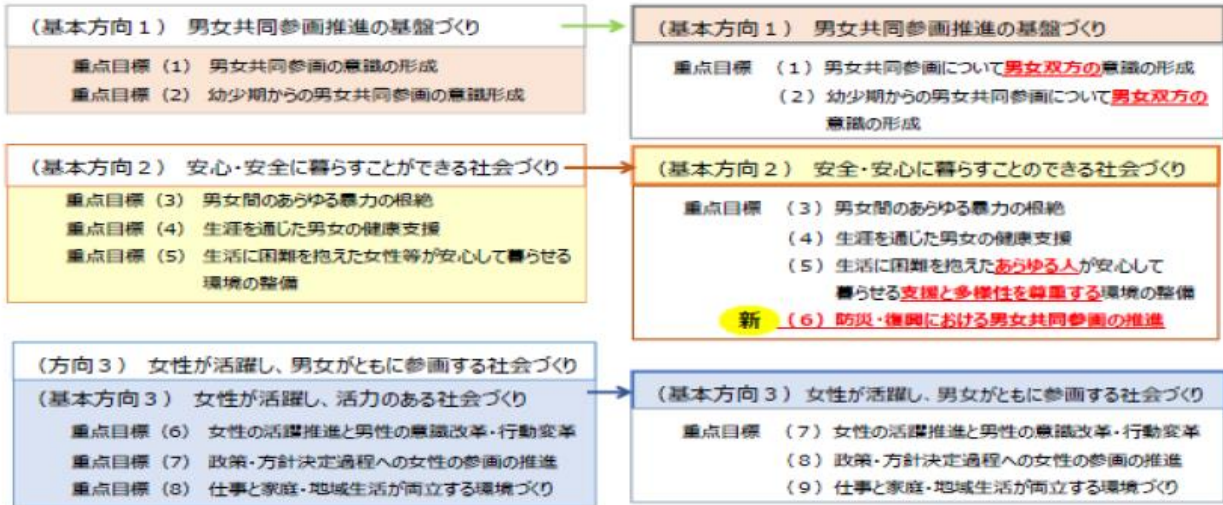 (基本方向1) 男女共同参画推進の基盤づくり
重点目標 (1) 男女共同参画の意識の形成
重点目標 (2) 幼少期からの男女共同参画の意識形成
(基本方向2) 安心・安全に暮らすことができる社会づくり
重点目標 (3) 男女間のあらゆる暴力の根絶
重点目標 (4) 生涯を通じた男女の健康支援
重点目標 (5) 生活に困難を抱えた女性等が安心して暮らせる
環境の整備
(方向3) 女性が活躍し、男女がともに参画する社会づくり
(基本方向3) 女性が活躍し、活力のある社会づくり
重点目標 (6) 女性の活躍推進と男性の意識改革・行動変革
重点目標 (7) 政策・方針決定過程への女性の参画の推進
重点目標 (8) 仕事と家庭・地域生活が両立する環境づくり
(基本方向1) 男女共同参画推進の基盤づくり
重点目標 (1) 男女共同参画について男女双方の意識の形成
(2) 幼少期からの男女共同参画について男女双方の
意識の形成
(基本方向2) 安全・安心に暮らすことのできる社会づくり
重点目標 (3) 男女間のあらゆる暴力の根絶
(4) 生涯を通じた男女の健康支援
(5) 生活に困難を抱えたあらゆる人が安心して
暮らせる支援と多様性を尊重する環境の整備
新 (6) 防災・復興における男女共同参画の推進
(基本方向3) 女性が活躍し、男女がともに参画する社会づくり
重点目標 (7) 女性の活躍推進と男性の意識改革・行動変革
(8) 政策・方針決定過程への女性の参画の推進
(9) 仕事と家庭・地域生活が両立する環境づくり